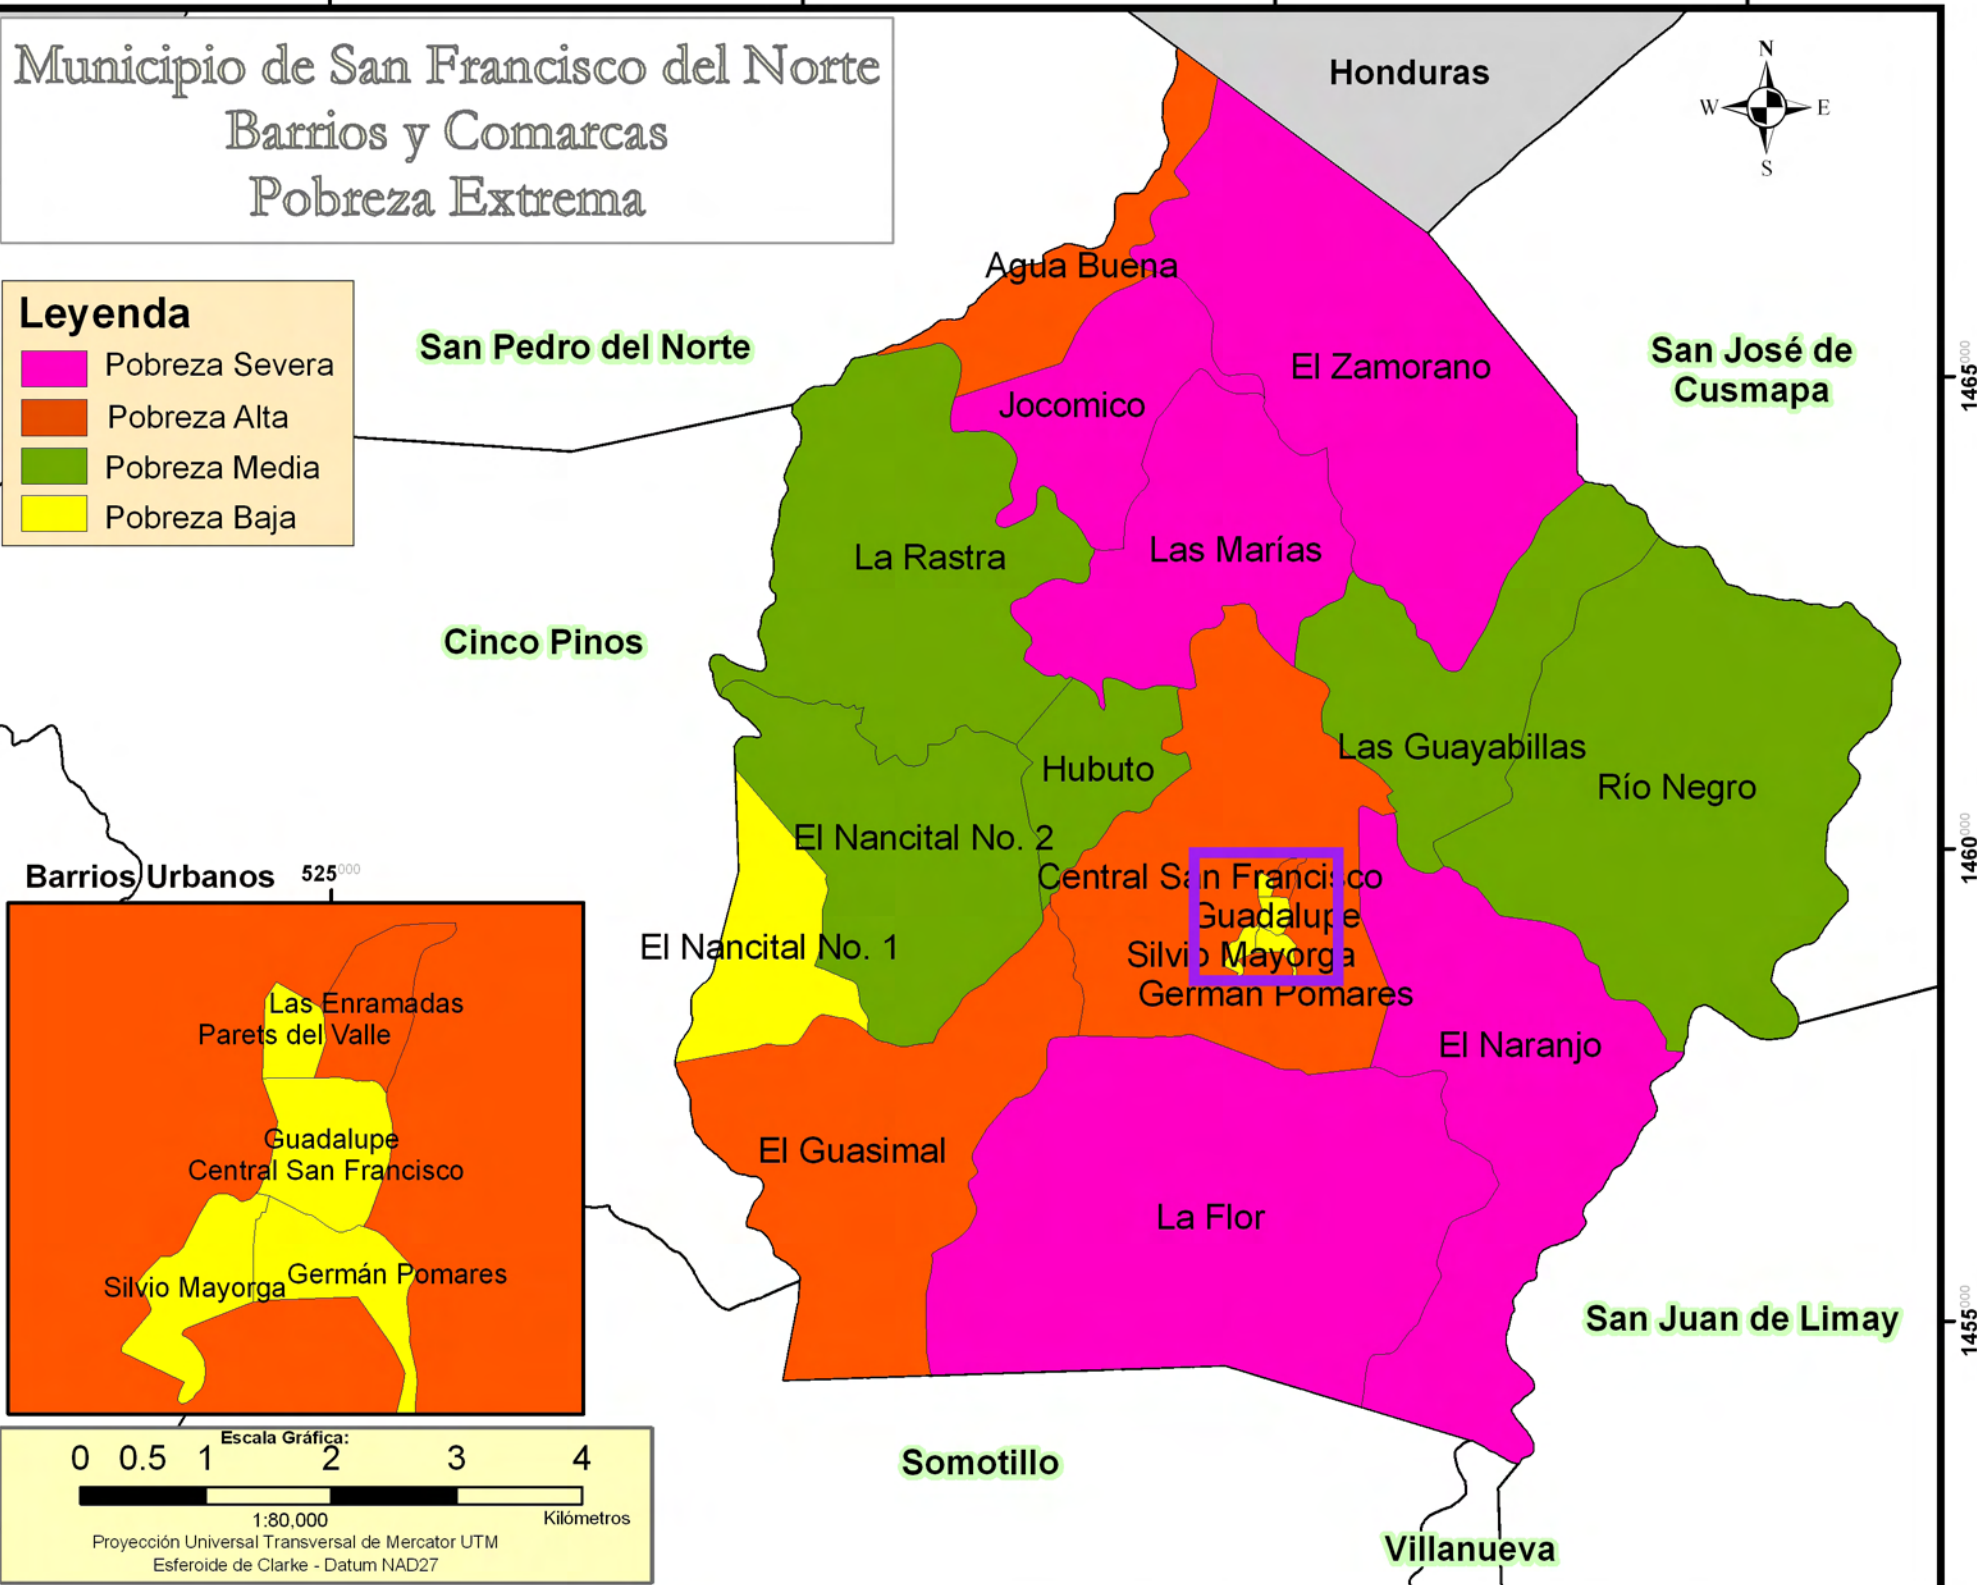 Municipio de San Francisco del Norte
Barrios y Comarcas
Pobreza Extrema
Honduras
N
W E
S
Leyenda
Pobreza Severa
Pobreza Alta
Pobreza Media
Pobreza Baja
San Pedro del Norte
San José de
Cusmapa
Cinco Pinos
Agua Buena
El Zamorano
Jocomico
Las Marías
La Rastra
Las Guayabillas
Río Negro
Hubuto
El Nancital No. 2
El Nancital No. 1
Central San Francisco
Guadalupe
Silvio Mayorga
Germán Pomares
El Naranjo
El Guasimal
La Flor
San Juan de Limay
Somotillo
Villanueva
1465000
1460000
1455000
Barrios Urbanos
525000
Las Enramadas
Parets del Valle
Guadalupe
Central San Francisco
Silvio Mayorga
Germán Pomares
Escala Gráfica:
0 0.5 1 2 3 4
1:80,000
Kilómetros
Proyección Universal Transversal de Mercator UTM
Esferoide de Clarke - Datum NAD27